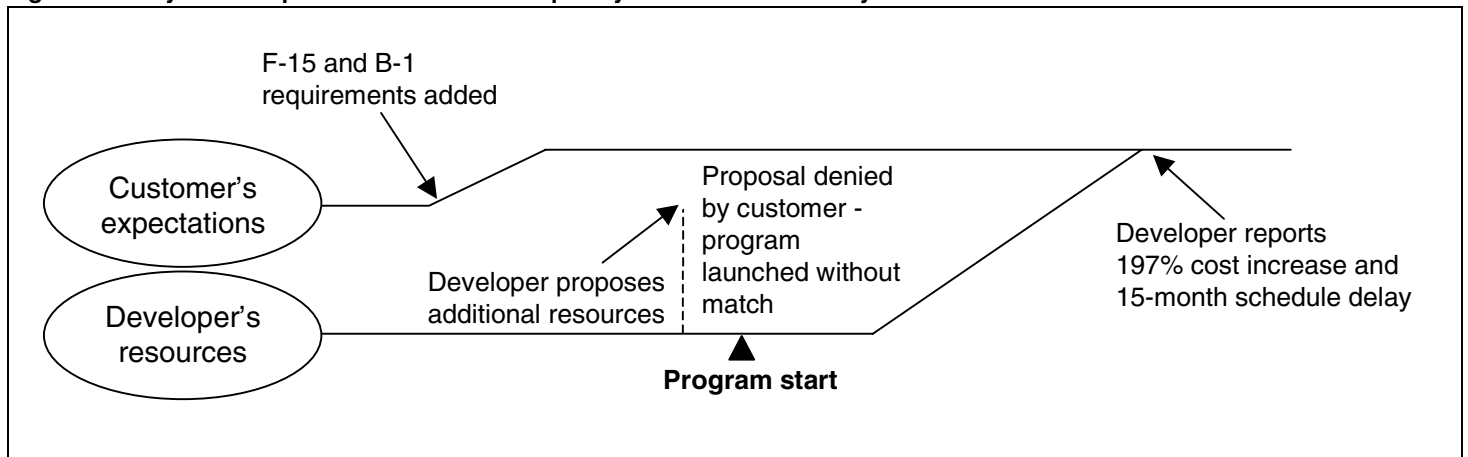 F-15 and B-1
requirements added
Customer's
expectations
Proposal denied
by customer -
program
launched without
match
Developer proposes
additional resources
Developer reports
197% cost increase and
15-month schedule delay
Developer's
resources
Program start